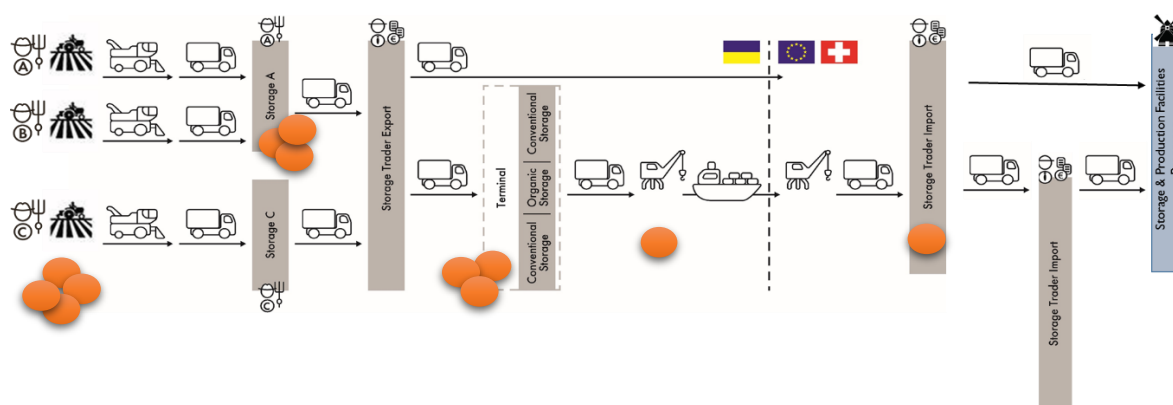 A
B
C
A
Storage A
Storage C
C
Storage Trader Export
Terminal
Conventional Storage
Organic
Storage
Conventional
Storage
Storage Trader Import
Storage Trader Import
Storage & Production Facilities